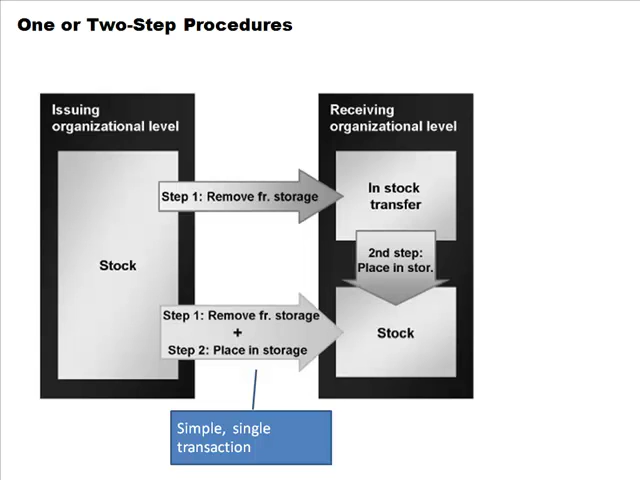 One or Two-Step Procedures
Issuing
organizational level
Stock
Step 1: Remove fr. storage
Step 1: Remove fr. storage
+
Step 2: Place in storage
Receiving
organizational level
In stock
transfer
2nd step:
Place in stor.
Stock
Simple, single
transaction